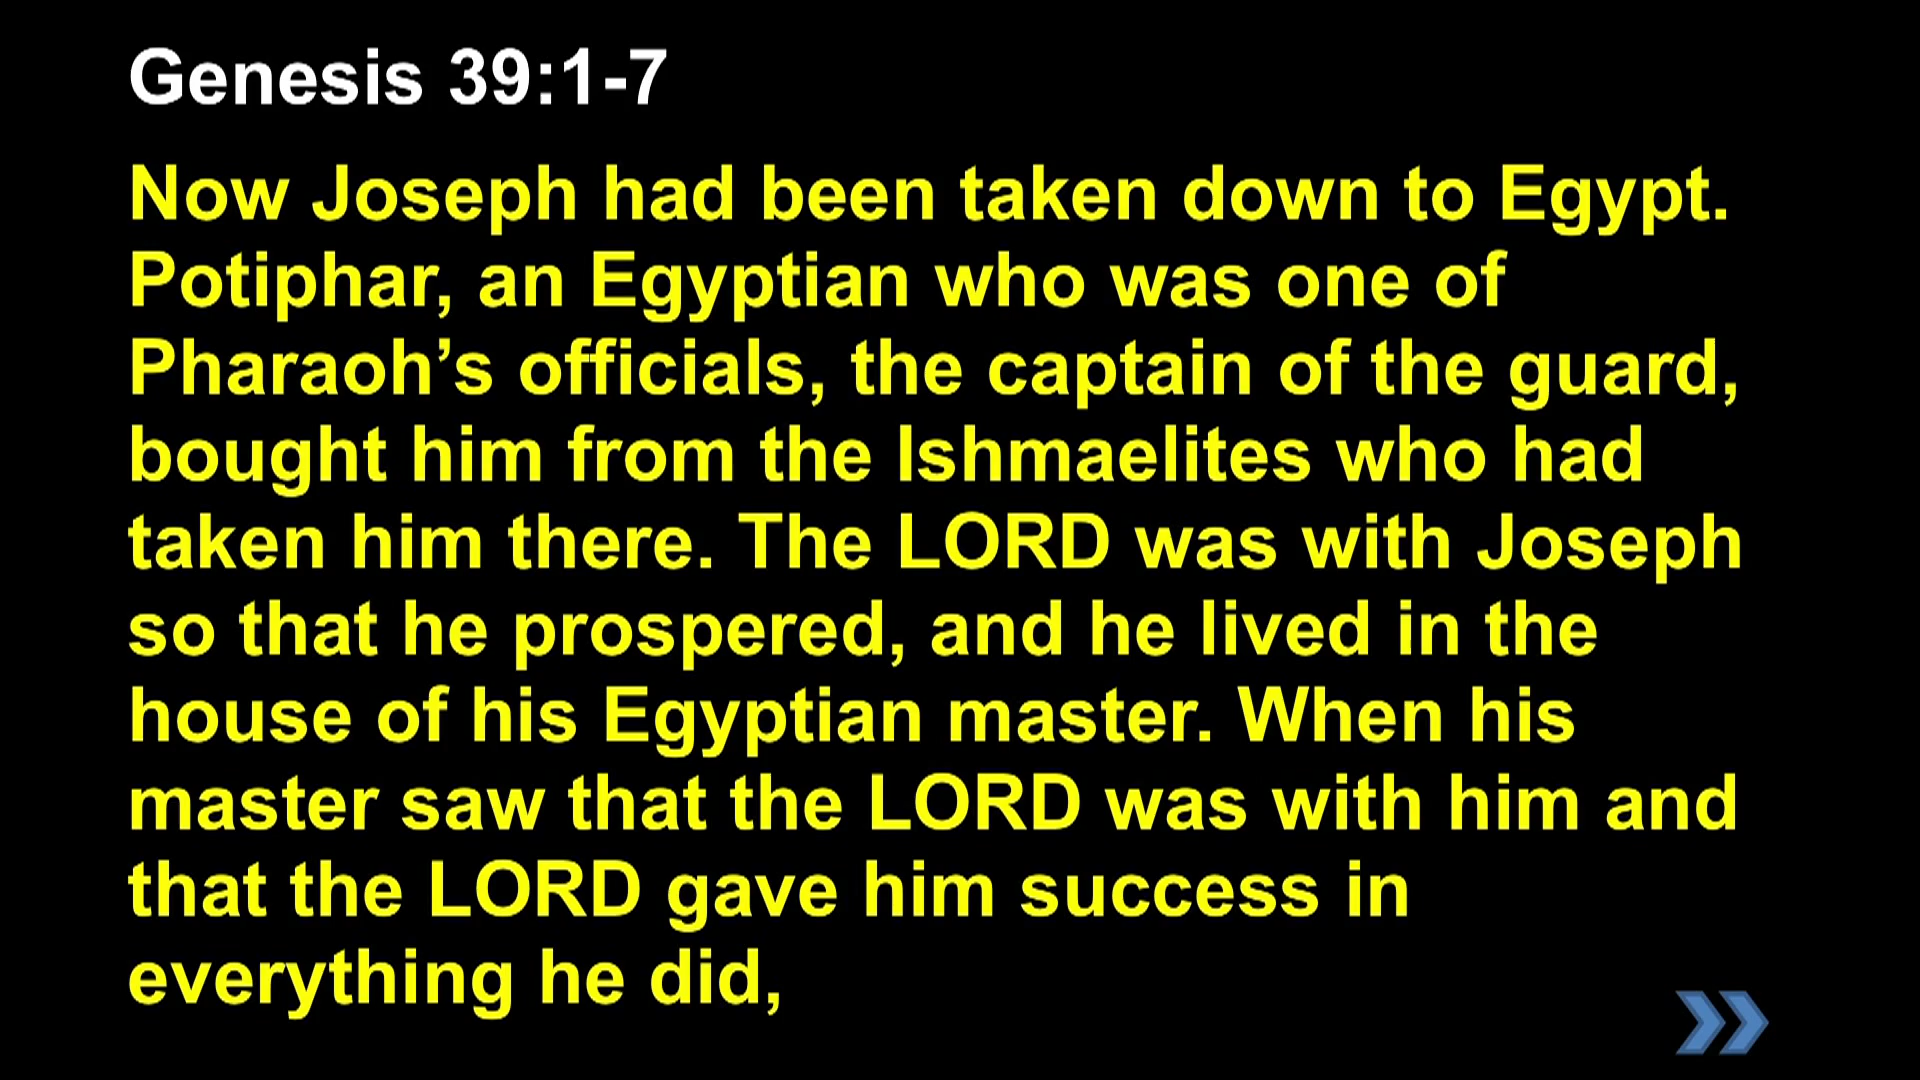 Genesis 39:1-7
Now Joseph had been taken down to Egypt.
Potiphar, an Egyptian who was one of
Pharaoh’s officials, the captain of the guard,
bought him from the Ishmaelites who had
taken him there. The LORD was with Joseph
so that he prospered, and he lived in the
house of his Egyptian master. When his
master saw that the LORD was with him and
that the LORD gave him success in
everything he did,